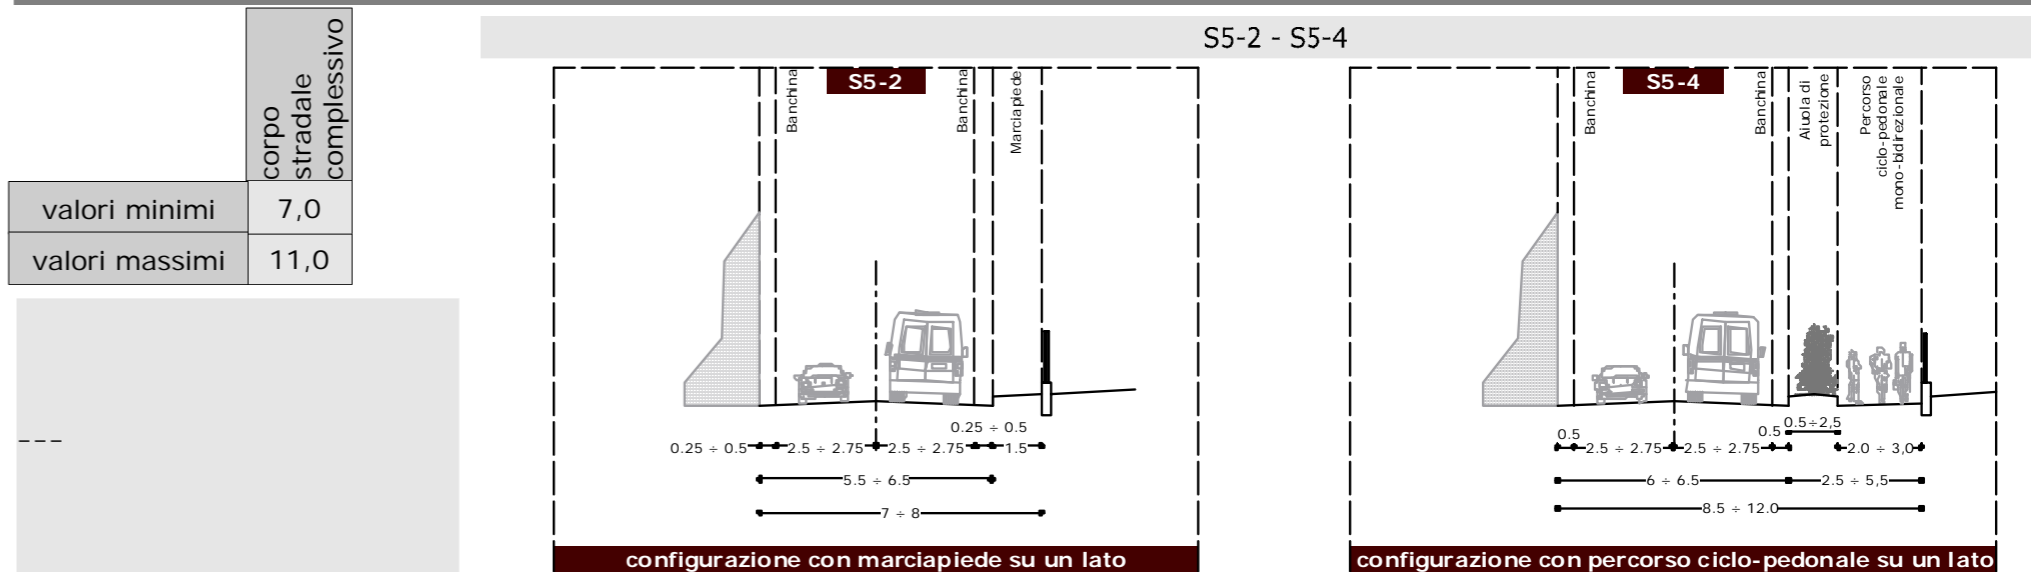 corpo
stradale
complessivo
valori minimi 7,0
valori massimi 11,0
---
S5-2 - S5-4
S5-2
Banchina
Banchina
Marciapiede
0.25 ÷ 0.5
0.25 ÷ 0.5 2.5 ÷ 2.75 2.5 ÷ 2.75 1.5
5.5 ÷ 6.5
7 ÷ 8
configurazione con marciapiede su un lato
S5-4
Banchina
Banchina
Aiuola di
protezione
Percorso
ciclo-pedonale
mono-bidirezionale
0.5 0.5 0.5÷2,5
2.5 ÷ 2.75 2.5 ÷ 2.75 2.0 ÷ 3,0
6 ÷ 6.5 2.5 ÷ 5,5
8.5 ÷ 12.0
configurazione con percorso ciclo-pedonale su un lato